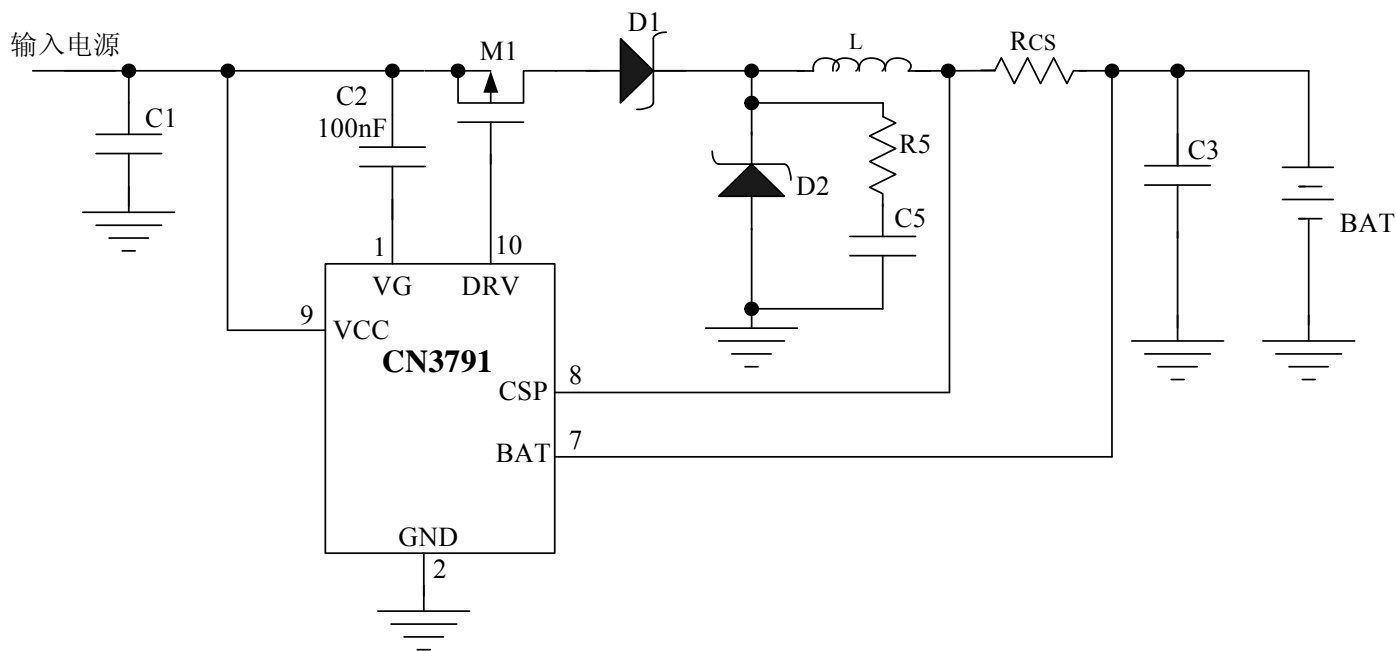 输入电源
D1
M1
L
RCS
C1
C2
100nF
R5
D2
C5
C3
BAT
1
10
VG
DRV
9
VCC
CN3791
CSP
8
BAT
7
GND
2